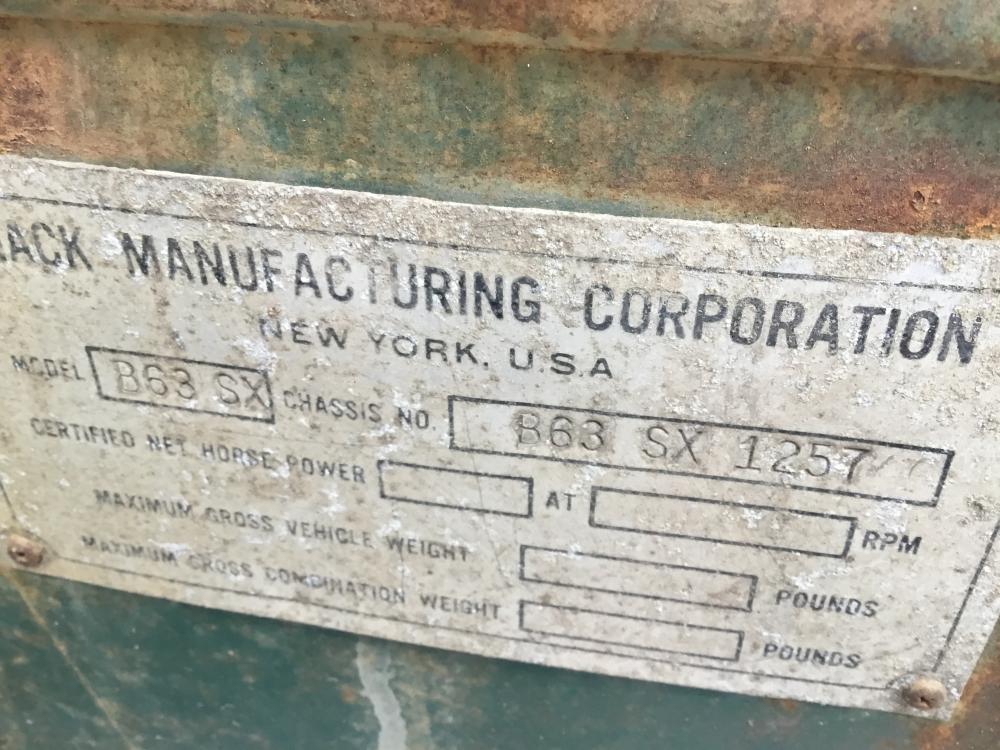 MACK MANUFACTURING CORPORATION
NEW YORK, U.S.A
MODEL B63 SX CHASSIS NO. B63 SX 1257
CERTIFIED NET HORSE POWER AT RPM
MAXIMUM GROSS VEHICLE WEIGHT POUNDS
MAXIMUM GROSS COMBINATION WEIGHT POUNDS